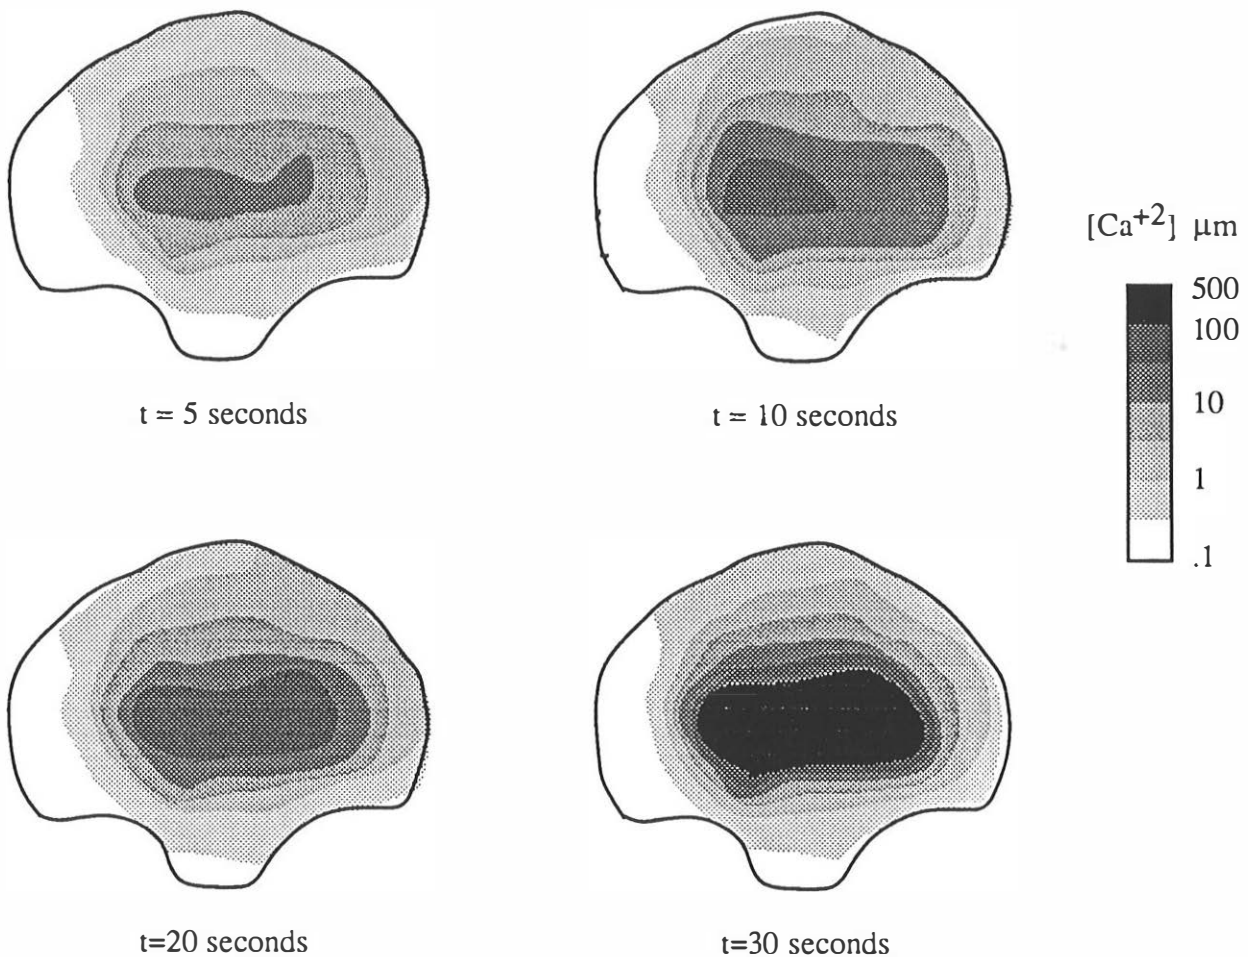 t = 5 seconds
t = 10 seconds
[Ca+2] μm
500
100
10
1
.1
t=20 seconds
t=30 seconds